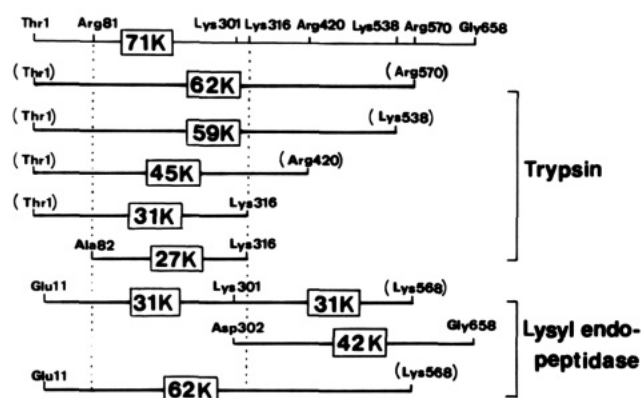 Thr1 Arg81 Lys301 Lys316 Arg420 Lys538 Arg570 Gly658
71K
(Thr1) (Arg570)
62K
(Thr1) (Lys538)
59K
(Thr1) (Arg420)
45K
(Thr1) Lys316
31K
Ala82 Lys316
27K
Trypsin
Glu11 Lys301 (Lys568)
31K 31K
Asp302 Gly658
42K
Glu11 (Lys568)
62K
Lysyl endo-
peptidase